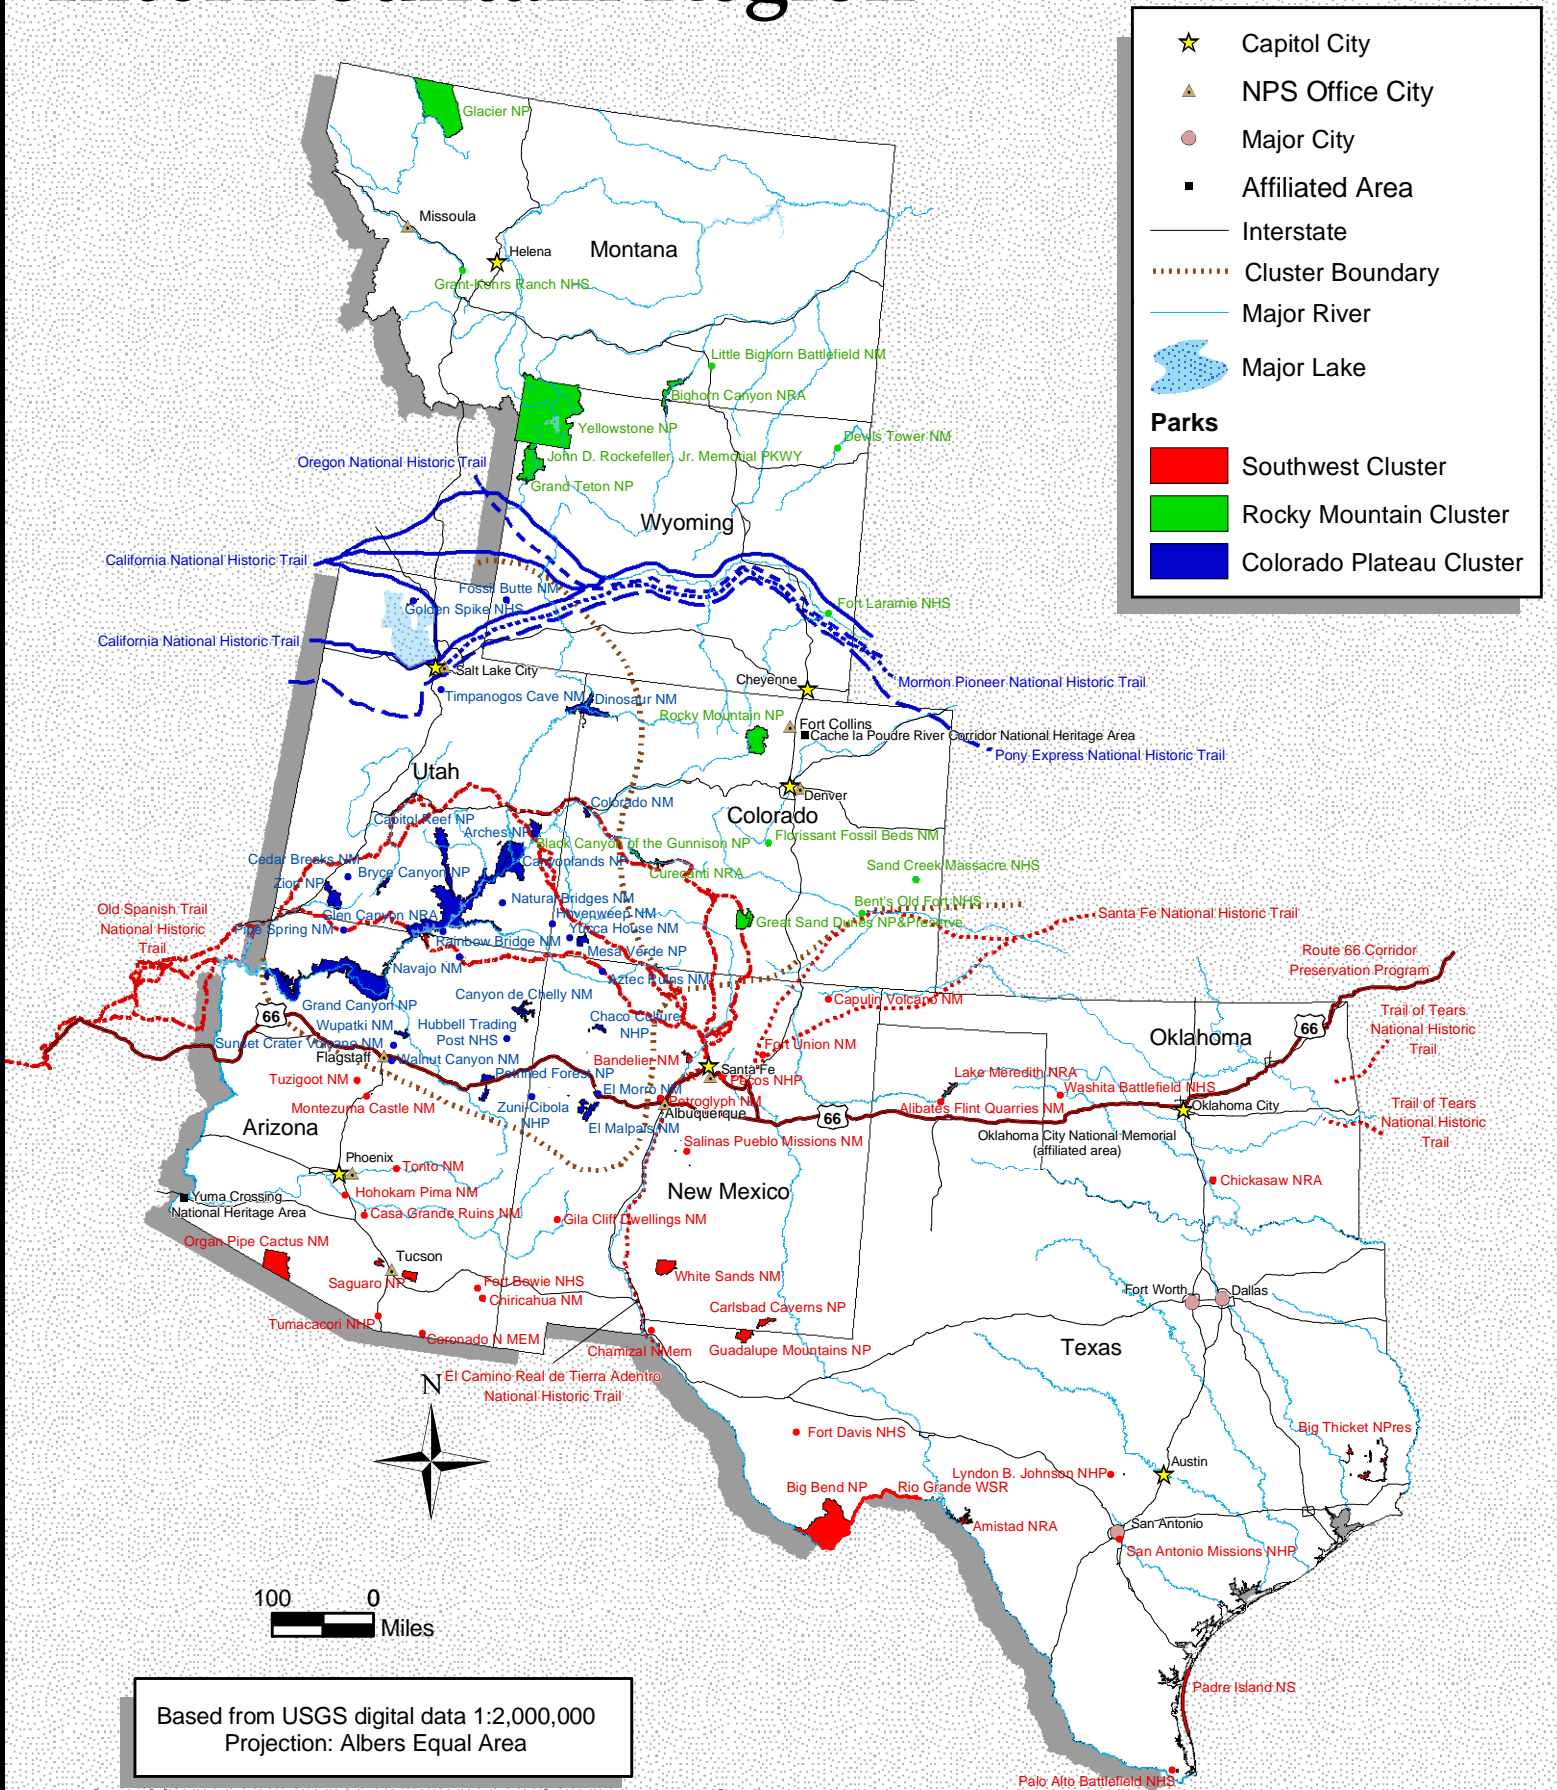 Capitol City
NPS Office City
Major City
Affiliated Area
Interstate
Cluster Boundary
Major River
Major Lake
Parks
Southwest Cluster
Rocky Mountain Cluster
Colorado Plateau Cluster
Glacier NP
Missoula
Helena
Montana
Grant-Kohrs Ranch NHS
Little Bighorn Battlefield NM
Bighorn Canyon NRA
Yellowstone NP
Devils Tower NM
John D. Rockefeller, Jr. Memorial PKWY
Oregon National Historic Trail
Grand Teton NP
Wyoming
California National Historic Trail
Fossil Butte NM
Golden Spike NHS
Fort Laramie NHS
California National Historic Trail
Salt Lake City
Cheyenne
Mormon Pioneer National Historic Trail
Timpanogos Cave NM
Dinosaur NM
Rocky Mountain NP
Fort Collins
Cache la Poudre River Corridor National Heritage Area
Pony Express National Historic Trail
Utah
Denver
Colorado NM
Colorado
Capitol Reef NP
Arches NP
Black Canyon of the Gunnison NP
Florissant Fossil Beds NM
Cedar Breaks NM
Canyonlands NP
Sand Creek Massacre NHS
Bryce Canyon NP
Curecanti NRA
Zion NP
Natural Bridges NM
Bent's Old Fort NHS
Old Spanish Trail
National Historic
Trail
Glen Canyon NRA
Hovenweep NM
Santa Fe National Historic Trail
Great Sand Dunes NP&Preserve
Pipe Spring NM
Yucca House NM
Rainbow Bridge NM
Mesa Verde NP
Route 66 Corridor
Preservation Program
Navajo NM
Aztec Ruins NM
Grand Canyon NP
Canyon de Chelly NM
Capulin Volcano NM
66
Wupatki NM
Hubbell Trading
Post NHS
Chaco Culture
NHP
Trail of Tears
National Historic
Trail
66
Oklahoma
Sunset Crater Volcano NM
Fort Union NM
Flagstaff
Walnut Canyon NM
Bandelier NM
Santa Fe
Lake Meredith NRA
Tuzigoot NM
Petrified Forest NP
Pecos NHP
Washita Battlefield NHS
El Morro NM
Petroglyph NM
Montezuma Castle NM
Zuni-Cibola
NHP
Albuquerque
66
Alibates Flint Quarries NM
Oklahoma City
Trail of Tears
National Historic
Trail
Arizona
El Malpais NM
Salinas Pueblo Missions NM
Oklahoma City National Memorial
(affiliated area)
Phoenix
Tonto NM
Chickasaw NRA
Hohokam Pima NM
New Mexico
Yuma Crossing
National Heritage Area
Casa Grande Ruins NM
Gila Cliff Dwellings NM
Organ Pipe Cactus NM
Tucson
Saguaro NP
Fort Bowie NHS
White Sands NM
Chiricahua NM
Fort Worth
Dallas
Carlsbad Caverns NP
Tumacacori NHP
Coronado N MEM
Chamizal NMem
Guadalupe Mountains NP
Texas
N
El Camino Real de Tierra Adentro
National Historic Trail
Fort Davis NHS
Big Thicket NPres
Austin
Lyndon B. Johnson NHP
Big Bend NP
Rio Grande WSR
Amistad NRA
San Antonio
San Antonio Missions NHP
100 0
Miles
Padre Island NS
Based from USGS digital data 1:2,000,000
Projection: Albers Equal Area
Palo Alto Battlefield NHS